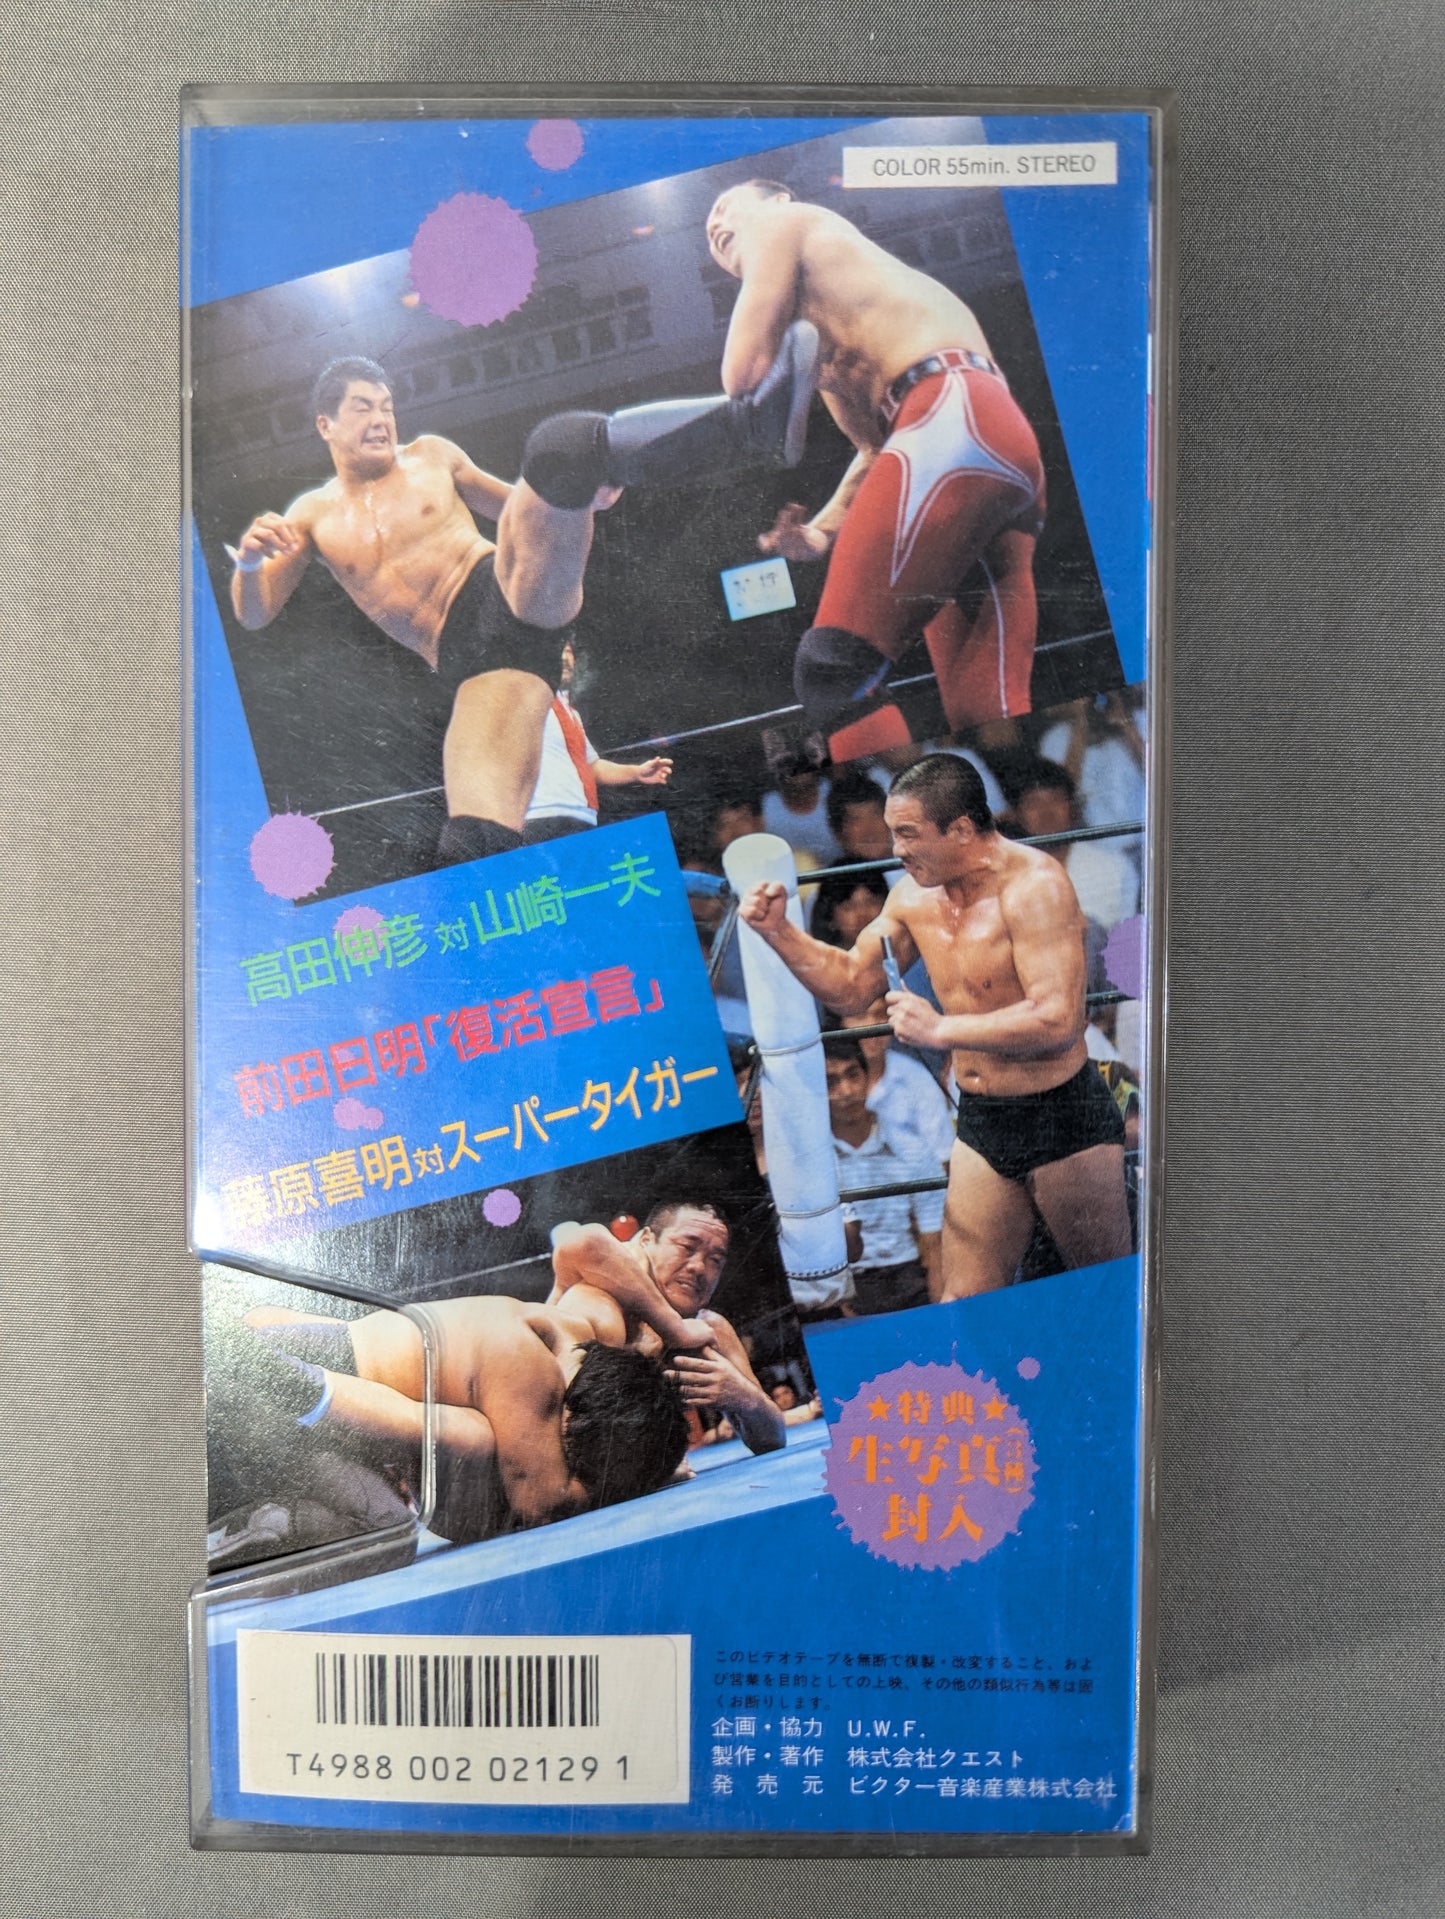 COLOR 55min. STEREO
高田伸彦対山崎一夫
前田日明「復活宣言」
藤原喜明対スーパータイガー
★特典★
生写真(3種)
封入
T4988 002 02129 1
このビデオテープを無断で複製・改変すること、およ
び営業を目的としての上映、その他の類似行為等は固
くお断りします。
企画・協力 U.W.F.
製作・著作 株式会社クエスト
発売元 ビクター音楽産業株式会社